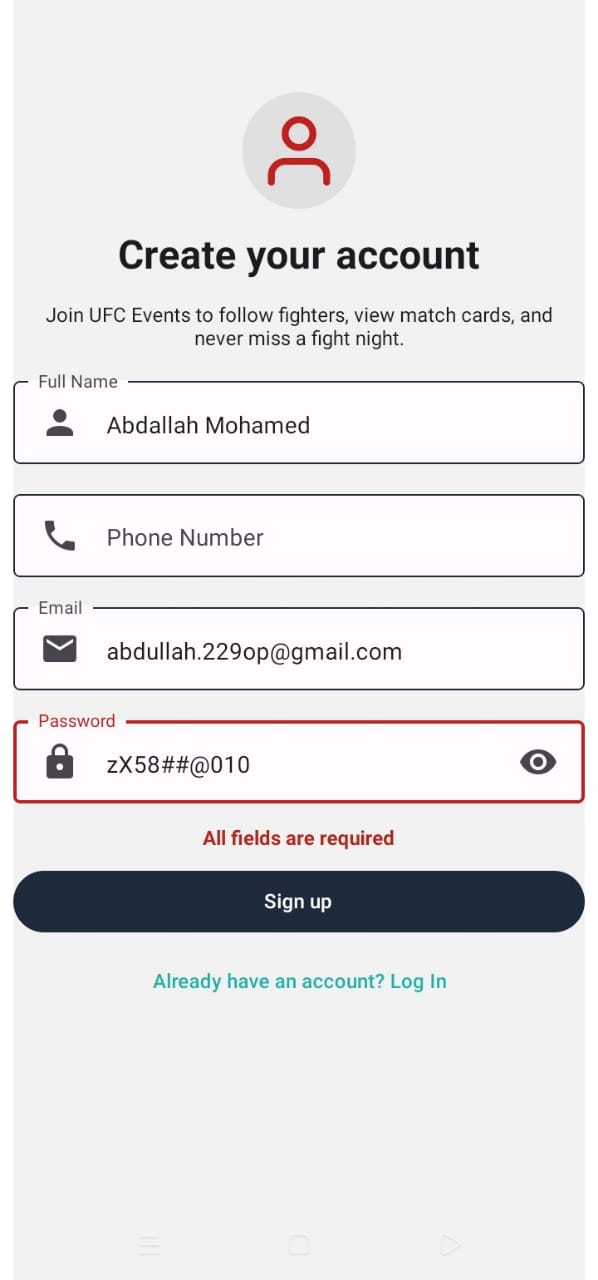 Create your account
Join UFC Events to follow fighters, view match cards, and
never miss a fight night.
Full Name
Abdallah Mohamed
Phone Number
Email
abdullah.229op@gmail.com
Password
zX58##@010
All fields are required
Sign up
Already have an account? Log In